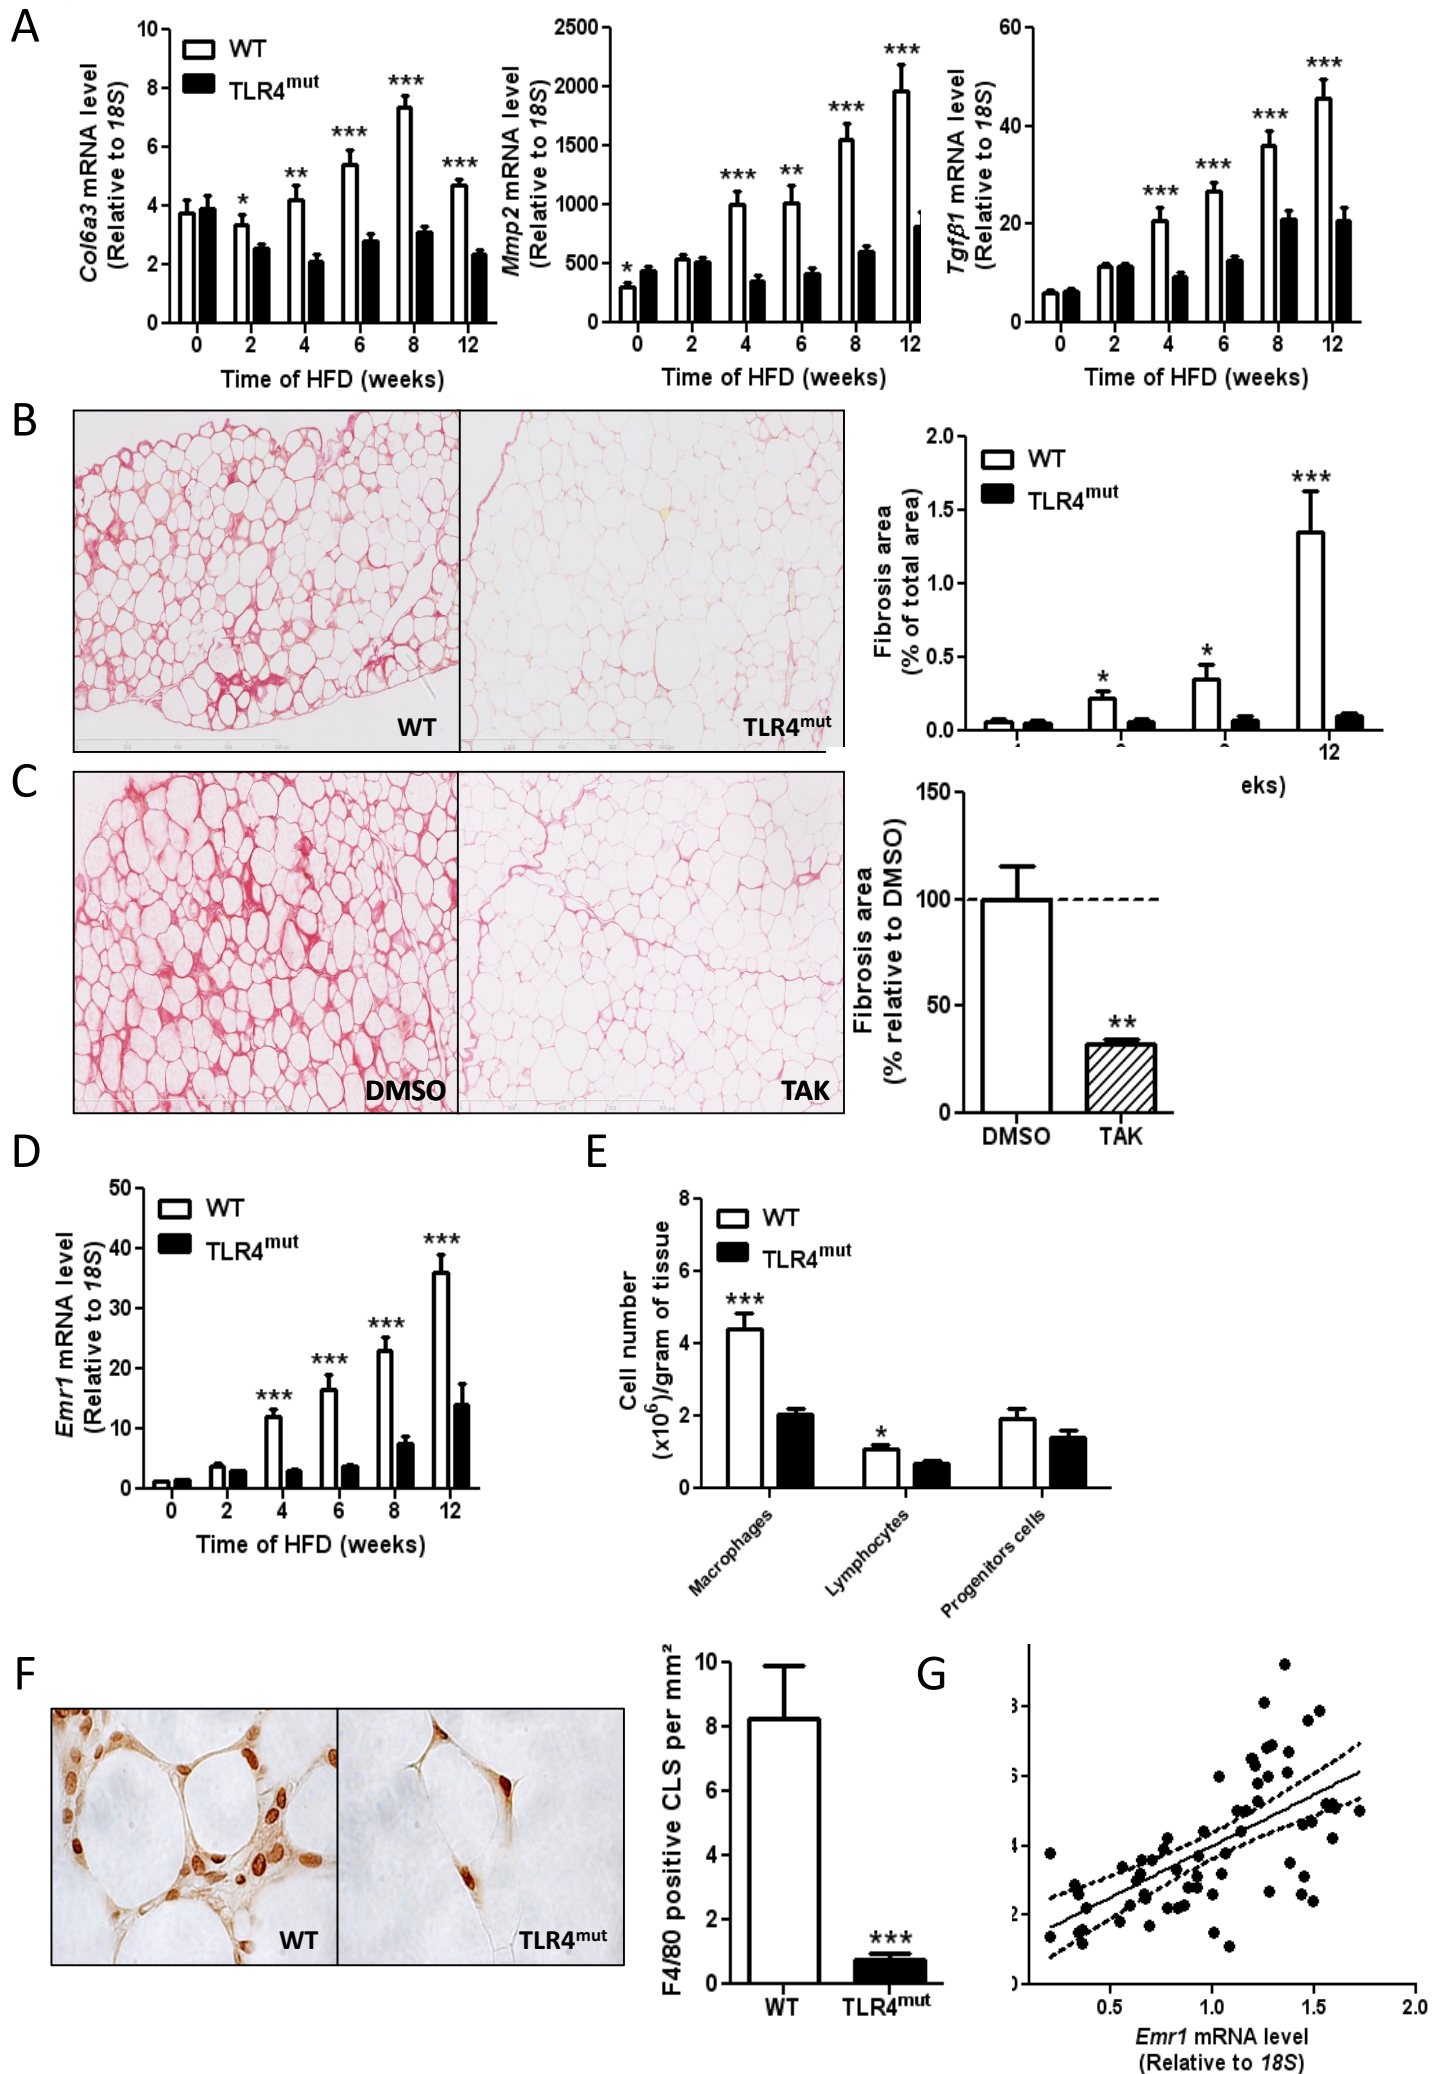 A
10
8
6
4
2
0
Col6a3 mRNA level
(Relative to 18S)
WT
TLR4mut
*
**
***
***
***
0 2 4 6 8 12
Time of HFD (weeks)
2500
2000
1500
1000
500
0
Mmp2 mRNA level
(Relative to 18S)
*
***
**
***
***
0 2 4 6 8 12
Time of HFD (weeks)
60
40
20
0
Tgfβ1 mRNA level
(Relative to 18S)
***
***
***
***
0 2 4 6 8 12
Time of HFD (weeks)
B
WT
TLR4mut
2.0
1.5
1.0
0.5
0.0
Fibrosis area
(% of total area)
WT
TLR4mut
*
*
***
12
eks)
C
DMSO
TAK
150
100
50
0
Fibrosis area
(% relative to DMSO)
**
DMSO TAK
D
50
40
30
20
10
0
Emr1 mRNA level
(Relative to 18S)
WT
TLR4mut
***
***
***
***
0 2 4 6 8 12
Time of HFD (weeks)
E
8
6
4
2
0
Cell number
(x10⁶)/gram of tissue
WT
TLR4mut
***
*
Macrophages
Lymphocytes
Progenitors cells
F
WT
TLR4mut
10
8
6
4
2
0
F4/80 positive CLS per mm²
***
WT TLR4mut
G
8
6
4
2
0
0.5 1.0 1.5 2.0
Emr1 mRNA level
(Relative to 18S)